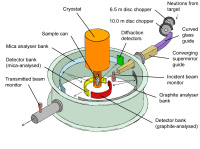 Neutrons from
target
Cryostat
6.5 m disc chopper
10.0 m disc chopper
Sample can
Diffraction
detectors
Curved
glass
guide
Mica analyser bank
Detector bank
(mica-analysed)
Converging
supermirror
guide
Transmitted beam
monitor
Incident beam
monitor
Graphite analyser
bank
Detector bank
(graphite-analysed)